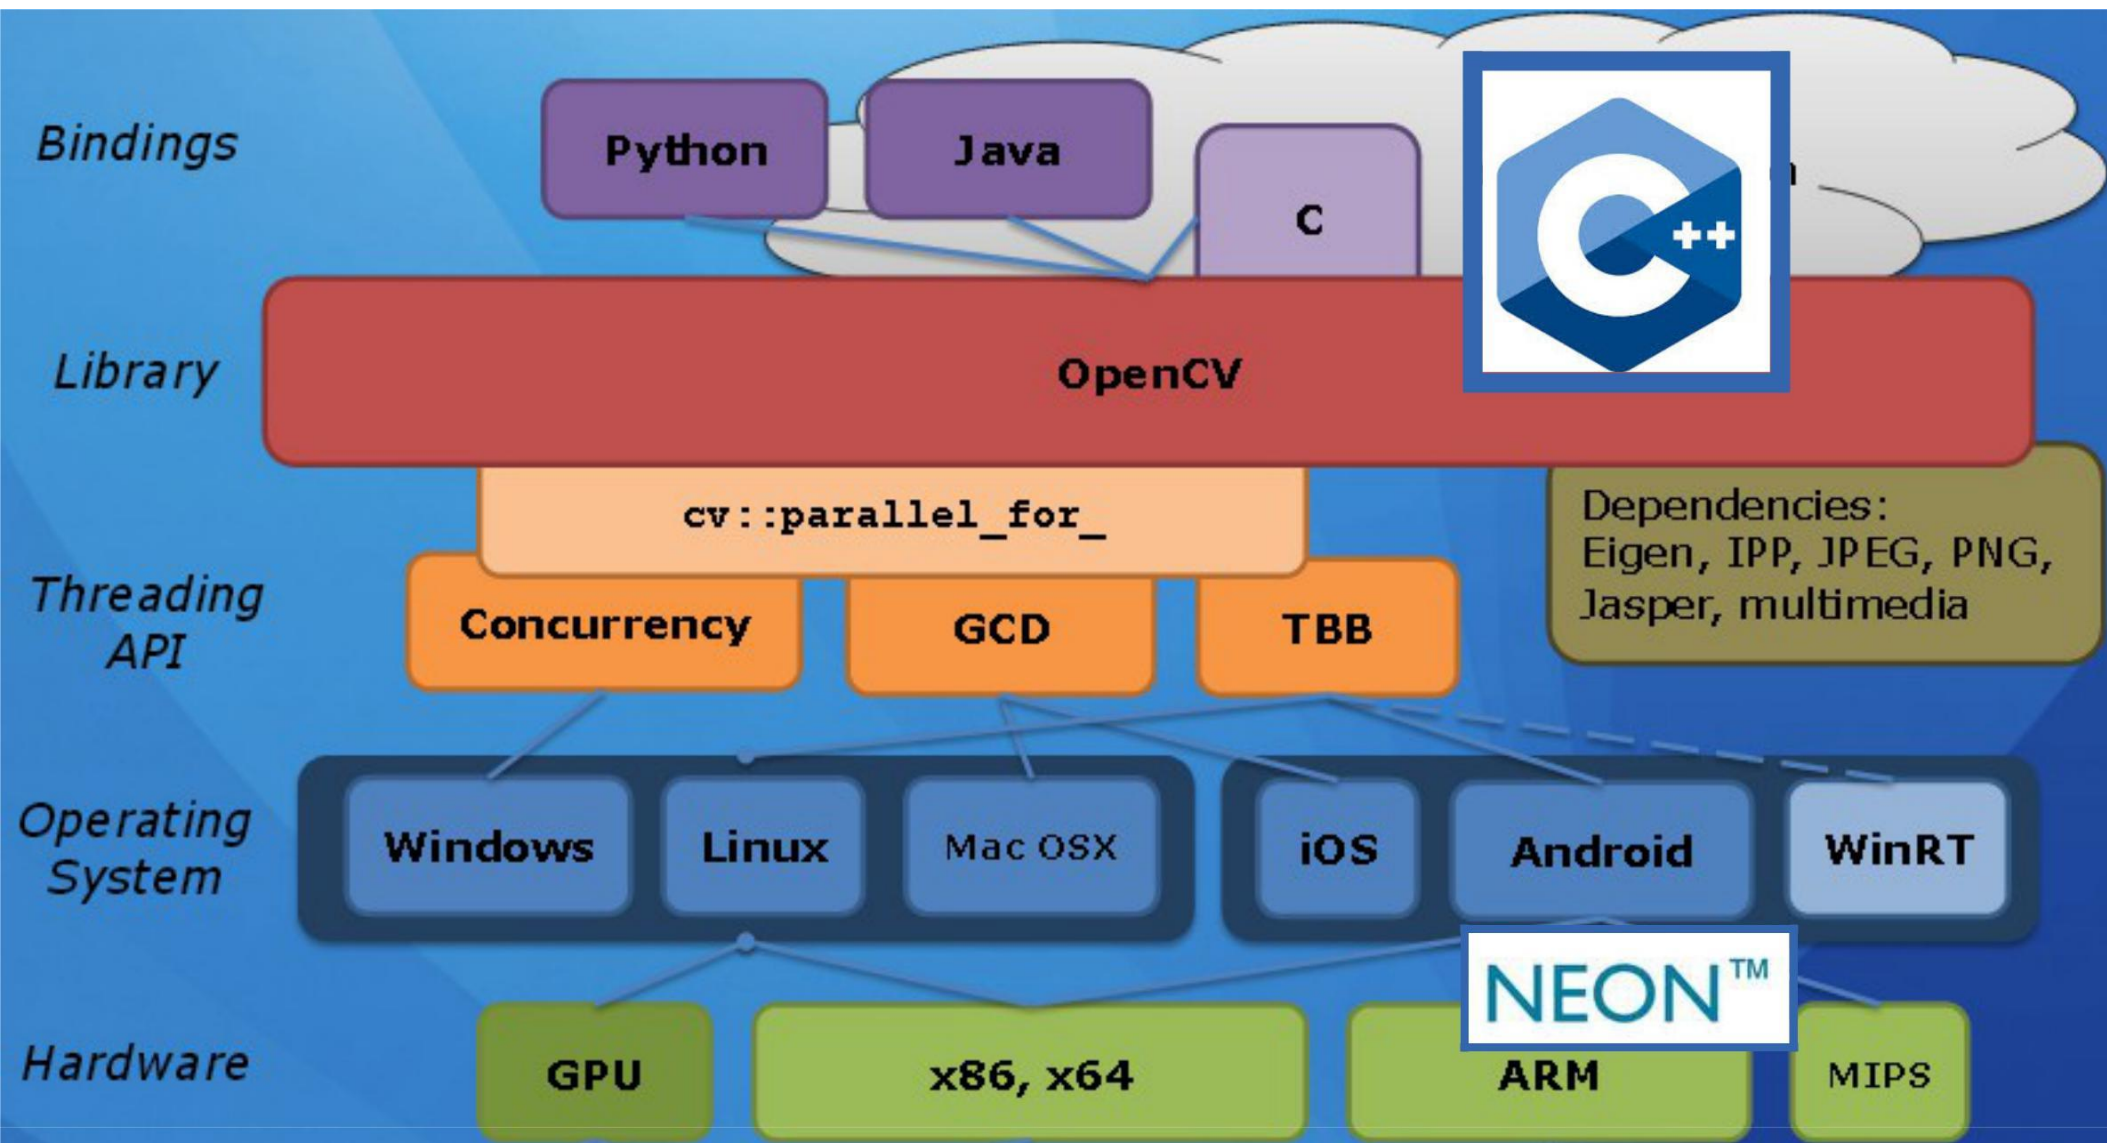 Bindings
Python
Java
C
C++
Library
OpenCV
cv::parallel_for_
Dependencies:
Eigen, IPP, JPEG, PNG,
Jasper, multimedia
Threading
API
Concurrency
GCD
TBB
Operating
System
Windows
Linux
Mac OSX
iOS
Android
WinRT
NEON™
Hardware
GPU
x86, x64
ARM
MIPS